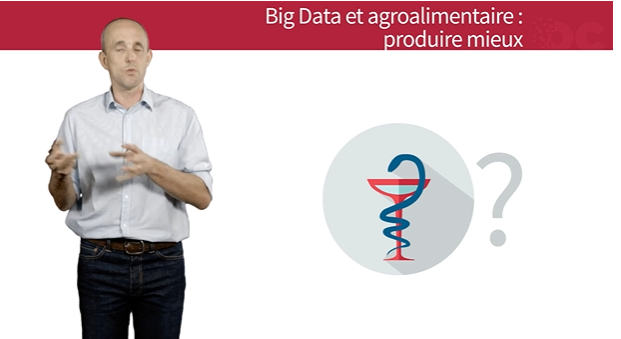 Big Data et agroalimentaire :
produire mieux
?